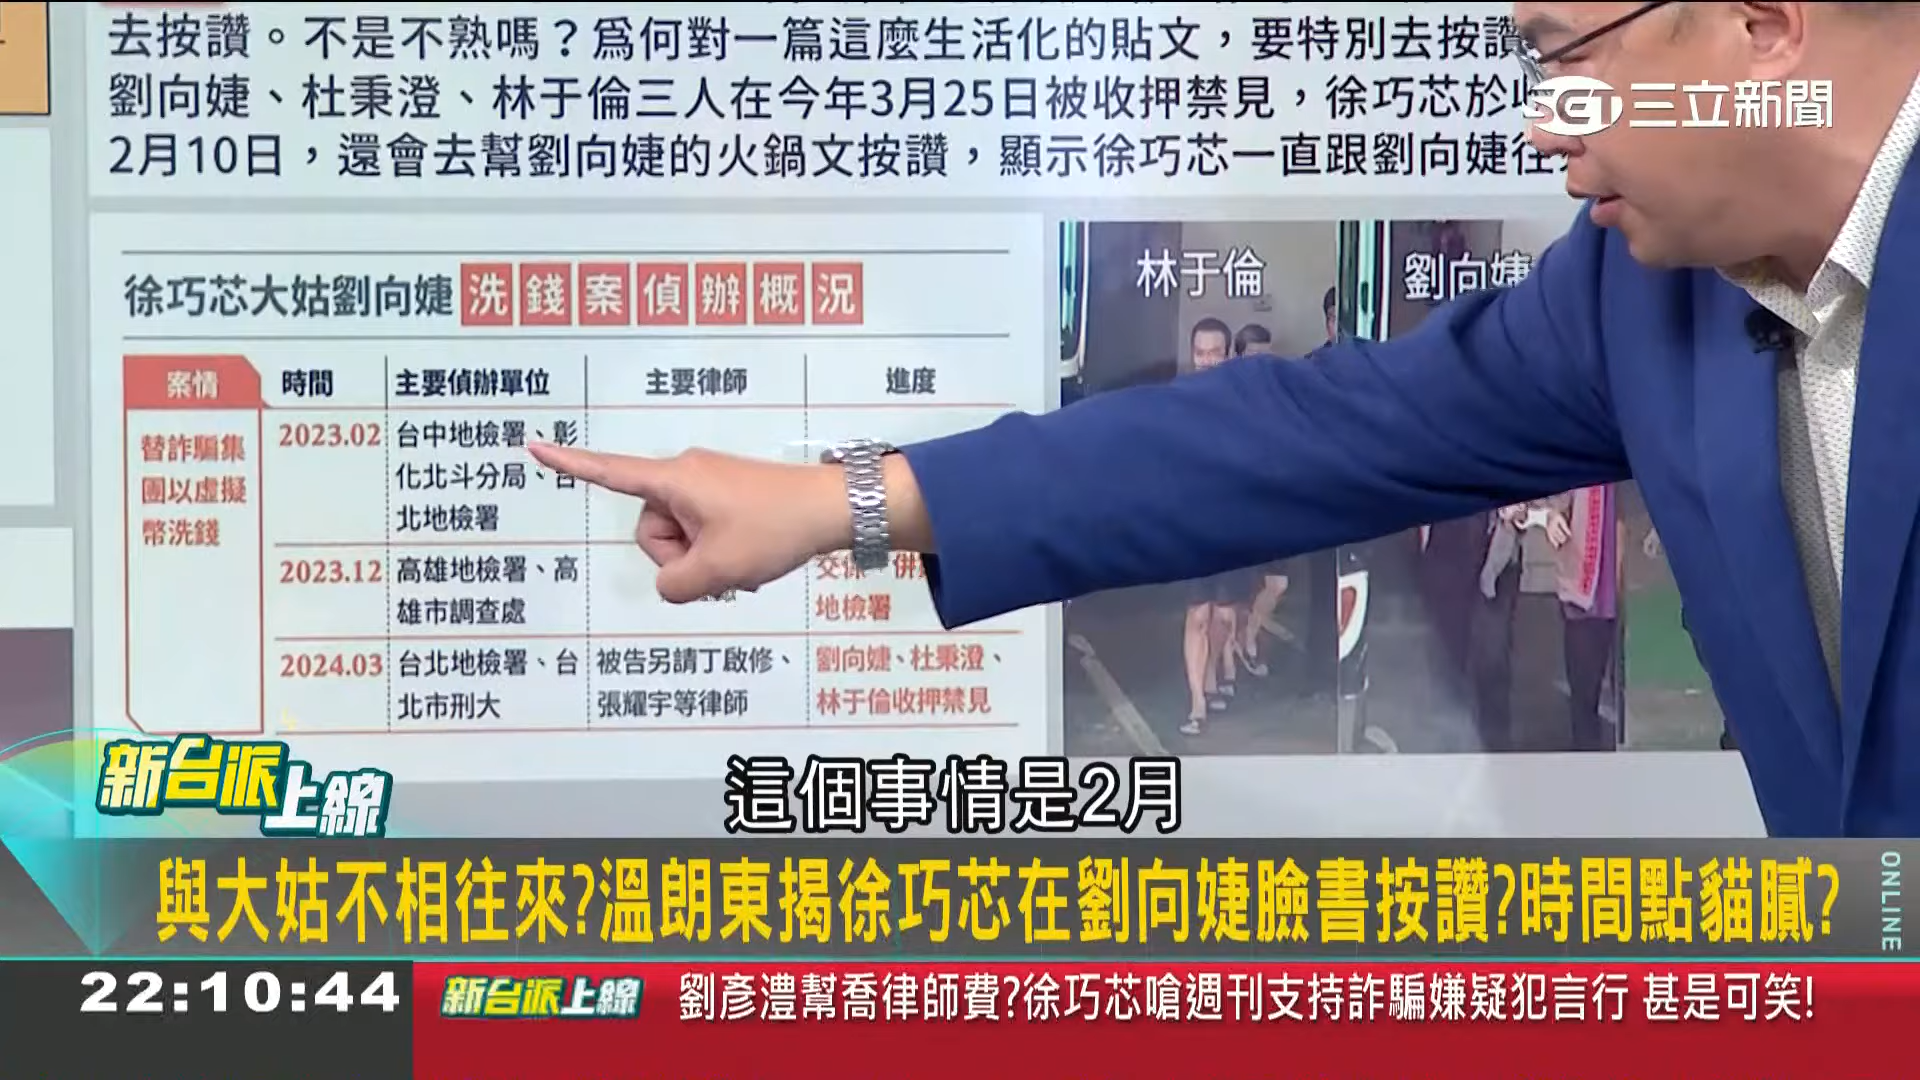 去按讚。不是不熟嗎？為何對一篇這麼生活化的貼文，要特別去按讚
劉向婕、杜秉澄、林于倫三人在今年3月25日被收押禁見，徐巧芯於收
2月10日，還會去幫劉向婕的火鍋文按讚，顯示徐巧芯一直跟劉向婕往
SET三立新聞
徐巧芯大姑劉向婕洗錢案偵辦概況
案情 時間 主要偵辦單位 主要律師 進度
替詐騙集
團以虛擬
幣洗錢
2023.02 台中地檢署、彰
化北斗分局、台
北地檢署
2023.12 高雄地檢署、高
雄市調查處
交保 併
地檢署
2024.03 台北地檢署、台
北市刑大
被告另請丁啟修、
張耀宇等律師
劉向婕、杜秉澄、
林于倫收押禁見
林于倫
劉向婕
這個事情是2月
新台派上線
與大姑不相往來?溫朗東揭徐巧芯在劉向婕臉書按讚?時間點貓膩?
ONLINE
22:10:44
新台派上線
劉彥澧幫喬律師費?徐巧芯嗆週刊支持詐騙嫌疑犯言行 甚是可笑!